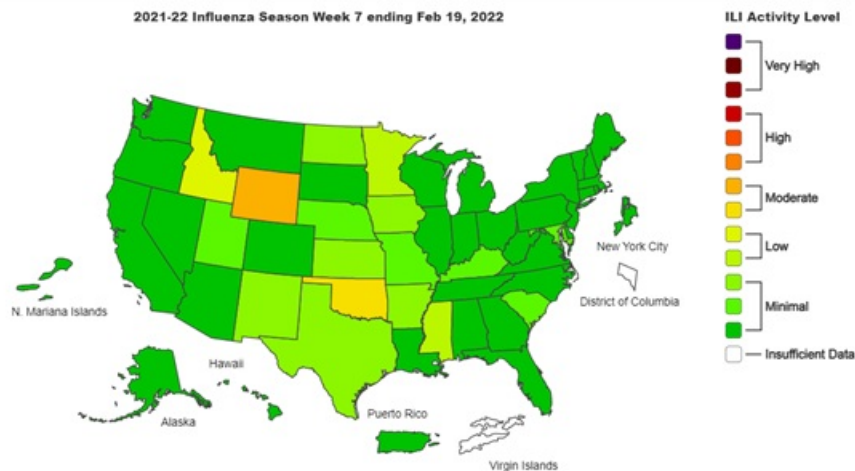 2021-22 Influenza Season Week 7 ending Feb 19, 2022
ILI Activity Level
Very High
High
Moderate
Low
Minimal
Insufficient Data
New York City
District of Columbia
N. Mariana Islands
Hawaii
Alaska
Puerto Rico
Virgin Islands